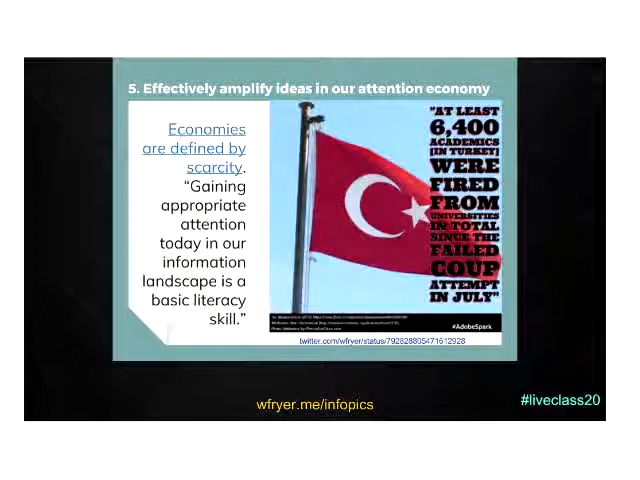 5. Effectively amplify ideas in our attention economy
Economies
are defined by
scarcity.
“Gaining
appropriate
attention
today in our
information
landscape is a
basic literacy
skill.”
"AT LEAST
6,400
ACADEMICS
[IN TURKEY]
WERE
FIRED
FROM
UNIVERSITIES
IN TOTAL
SINCE THE
FAILED
COUP
ATTEMPT
IN JULY"
#AdobeSpark
twitter.com/wfryer/status/792828805471612928
wfryer.me/infopics
#liveclass20